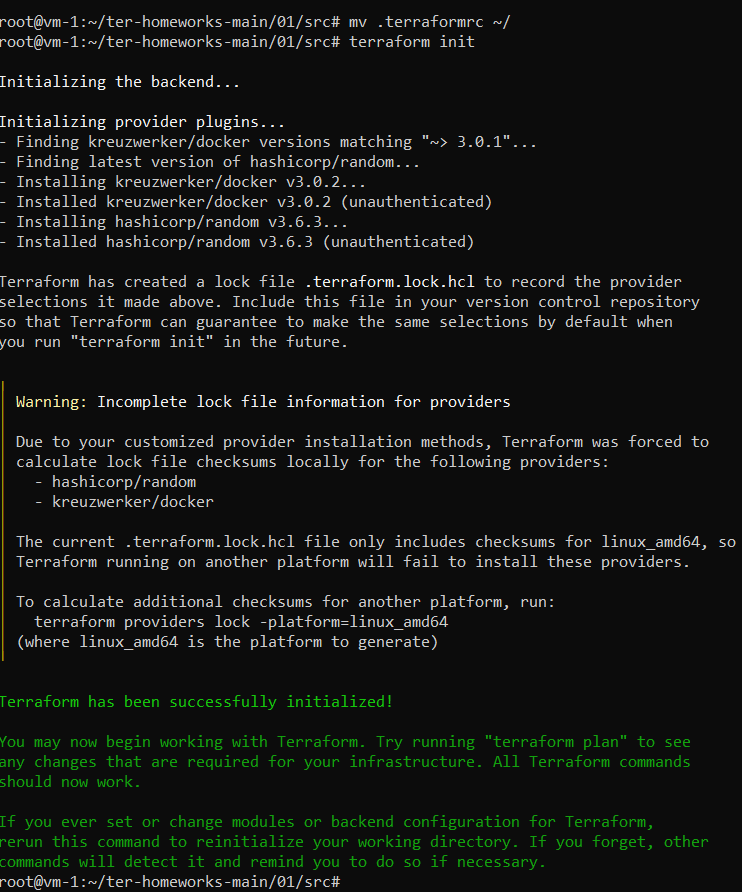 root@vm-1:~/ter-homeworks-main/01/src# mv .terraformrc ~/
root@vm-1:~/ter-homeworks-main/01/src# terraform init
Initializing the backend...
Initializing provider plugins...
- Finding kreuzwerker/docker versions matching "~> 3.0.1"...
- Finding latest version of hashicorp/random...
- Installing kreuzwerker/docker v3.0.2...
- Installed kreuzwerker/docker v3.0.2 (unauthenticated)
- Installing hashicorp/random v3.6.3...
- Installed hashicorp/random v3.6.3 (unauthenticated)
Terraform has created a lock file .terraform.lock.hcl to record the provider
selections it made above. Include this file in your version control repository
so that Terraform can guarantee to make the same selections by default when
you run "terraform init" in the future.
Warning: Incomplete lock file information for providers
Due to your customized provider installation methods, Terraform was forced to
calculate lock file checksums locally for the following providers:
- hashicorp/random
- kreuzwerker/docker
The current .terraform.lock.hcl file only includes checksums for linux_amd64, so
Terraform running on another platform will fail to install these providers.
To calculate additional checksums for another platform, run:
terraform providers lock -platform=linux_amd64
(where linux_amd64 is the platform to generate)
Terraform has been successfully initialized!
You may now begin working with Terraform. Try running "terraform plan" to see
any changes that are required for your infrastructure. All Terraform commands
should now work.
If you ever set or change modules or backend configuration for Terraform,
rerun this command to reinitialize your working directory. If you forget, other
commands will detect it and remind you to do so if necessary.
root@vm-1:~/ter-homeworks-main/01/src#